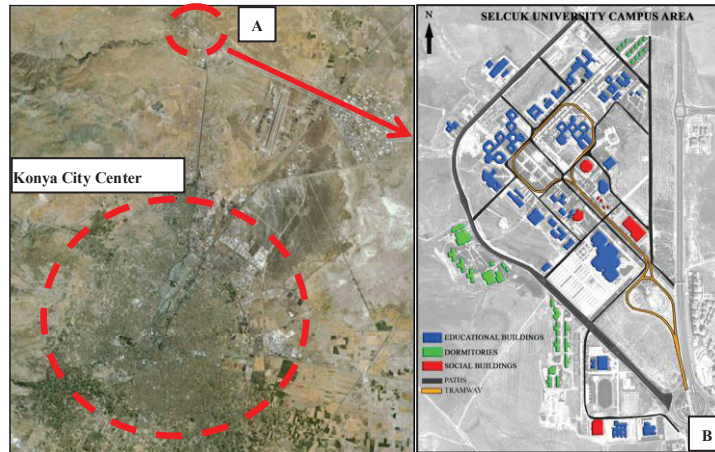 A
Konya City Center
SELCUK UNIVERSITY CAMPUS AREA
N
EDUCATIONAL BUILDINGS
DORMITORIES
SOCIAL BUILDINGS
PATHS
TRAMWAY
B